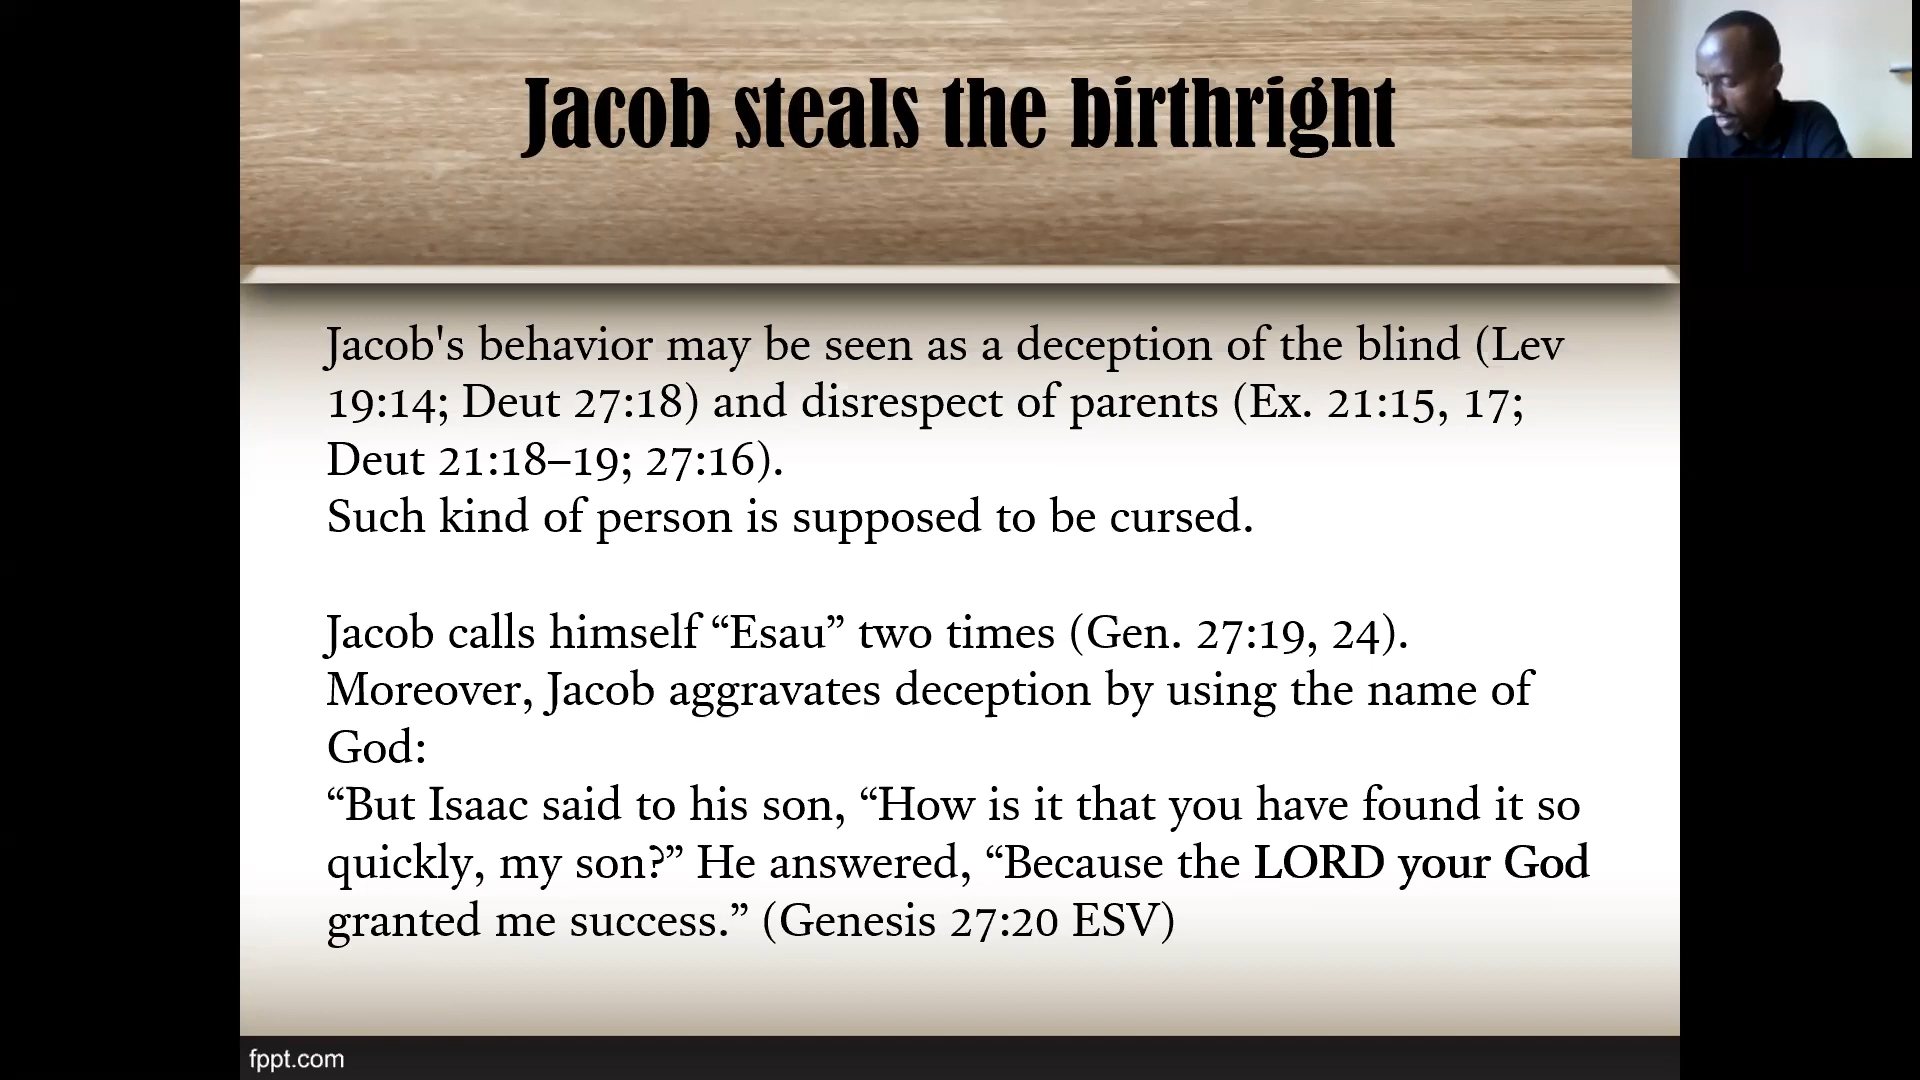 Jacob steals the birthright
Jacob's behavior may be seen as a deception of the blind (Lev
19:14; Deut 27:18) and disrespect of parents (Ex. 21:15, 17;
Deut 21:18–19; 27:16).
Such kind of person is supposed to be cursed.
Jacob calls himself “Esau” two times (Gen. 27:19, 24).
Moreover, Jacob aggravates deception by using the name of
God:
“But Isaac said to his son, “How is it that you have found it so
quickly, my son?” He answered, “Because the LORD your God
granted me success.” (Genesis 27:20 ESV)
fppt.com